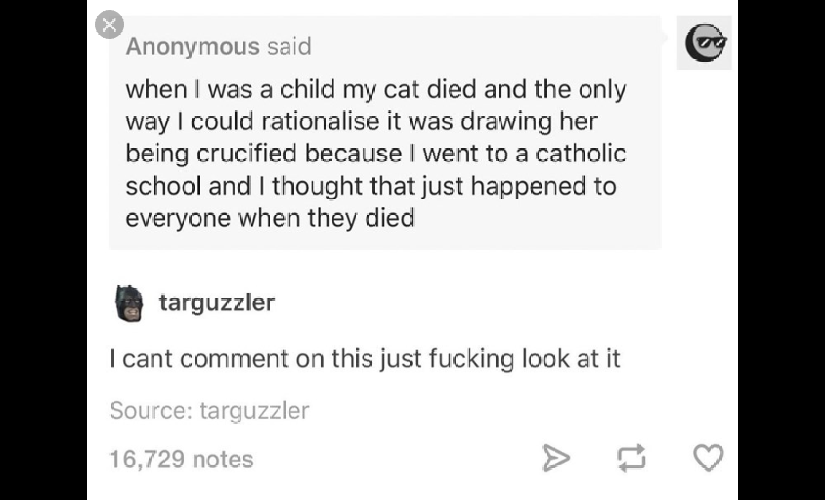 Anonymous said
when I was a child my cat died and the only
way I could rationalise it was drawing her
being crucified because I went to a catholic
school and I thought that just happened to
everyone when they died
targuzzler
I cant comment on this just fucking look at it
Source: targuzzler
16,729 notes